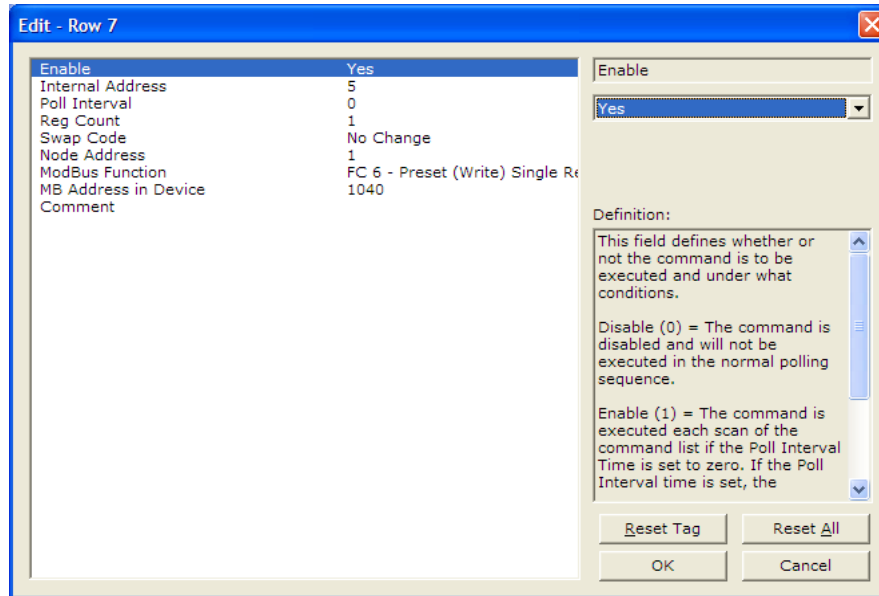 Edit - Row 7
Enable Yes
Internal Address 5
Poll Interval 0
Reg Count 1
Swap Code No Change
Node Address 1
ModBus Function FC 6 - Preset (Write) Single Re
MB Address in Device 1040
Comment
Enable
Yes
Definition:
This field defines whether or
not the command is to be
executed and under what
conditions.
Disable (0) = The command is
disabled and will not be
executed in the normal polling
sequence.
Enable (1) = The command is
executed each scan of the
command list if the Poll Interval
Time is set to zero. If the Poll
Interval time is set, the
Reset Tag Reset All
OK Cancel